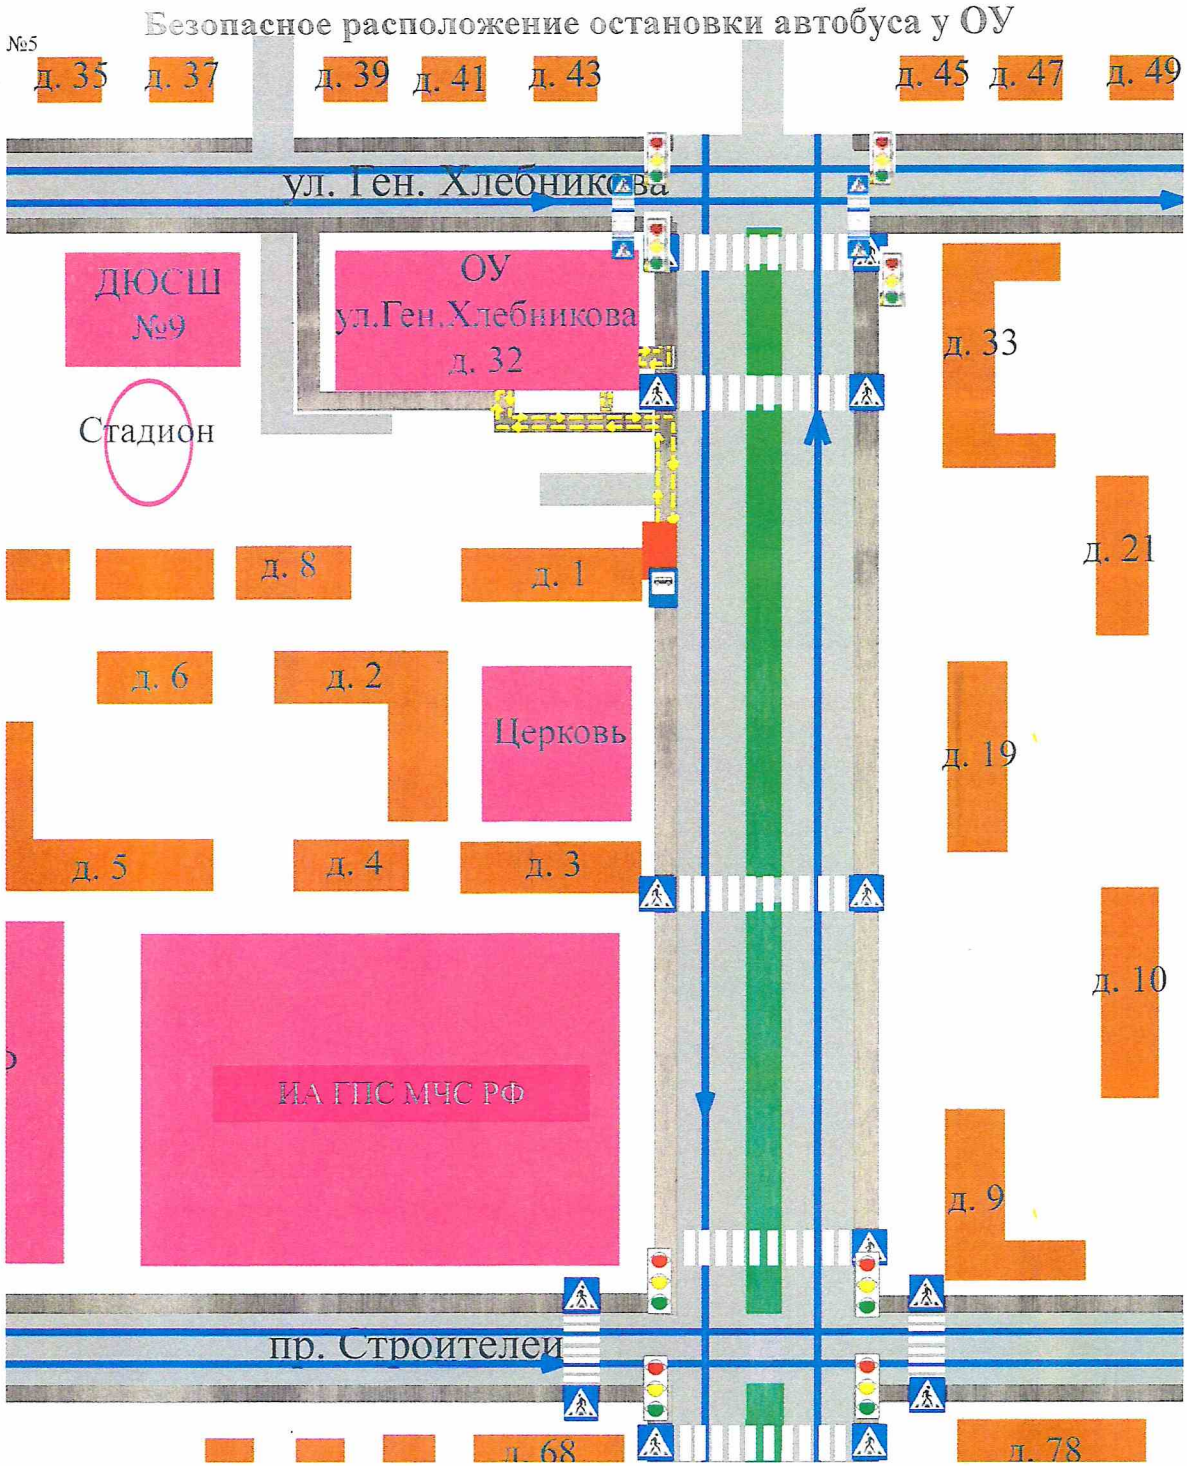 Безопасное расположение остановки автобуса у ОУ
№5
д. 35
д. 37
д. 39
д. 41
д. 43
д. 45
д. 47
д. 49
ул. Ген. Хлебникова
ДЮСШ
№9
ОУ
ул.Ген.Хлебникова
д. 32
д. 33
Стадион
д. 21
д. 8
д. 1
д. 6
д. 2
Церковь
д. 19
д. 5
д. 4
д. 3
д. 10
ИА ГПС МЧС РФ
д. 9
пр. Строителей
д. 68
д. 78